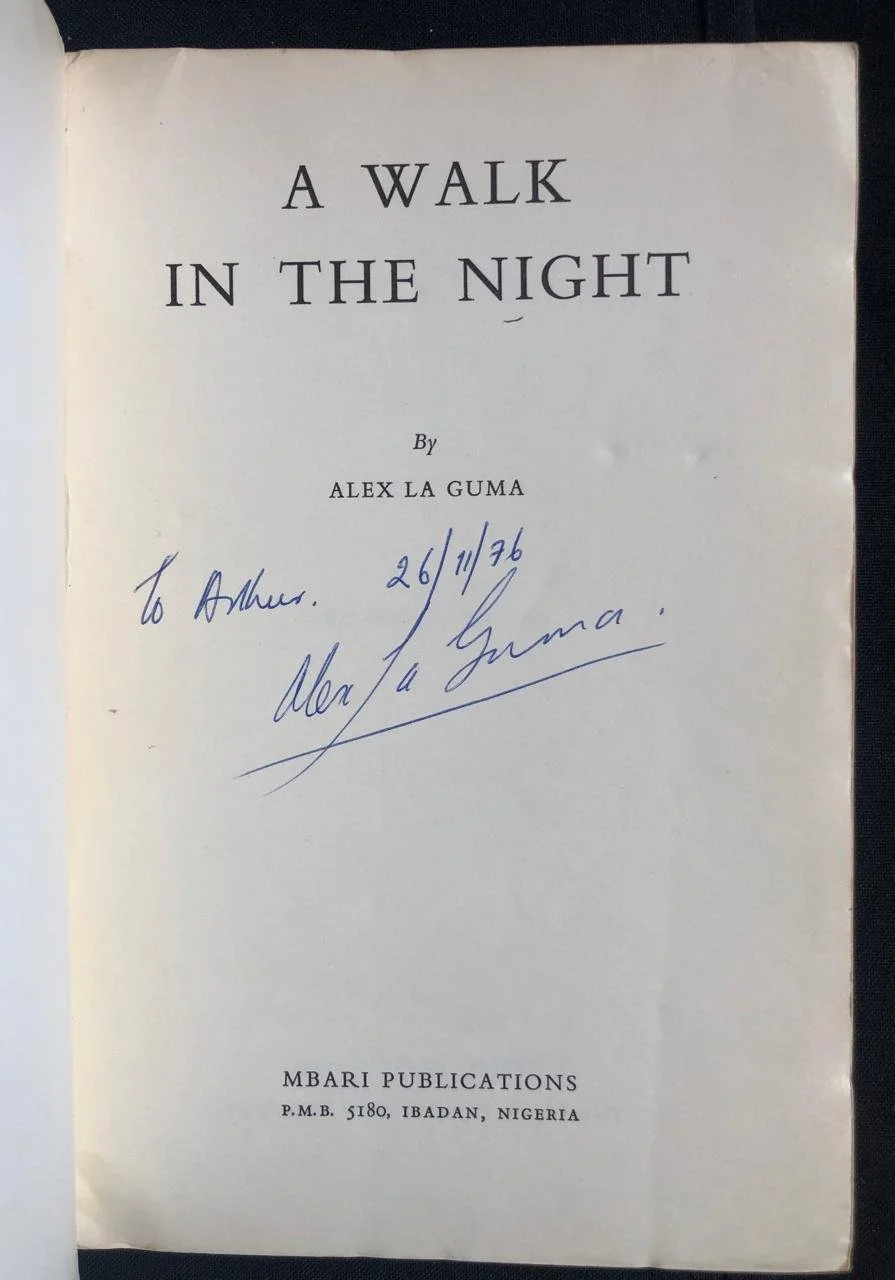 A WALK
IN THE NIGHT
By
ALEX LA GUMA
To Arthur. 26/11/76
Alex La Guma.
MBARI PUBLICATIONS
P.M.B. 5180, IBADAN, NIGERIA